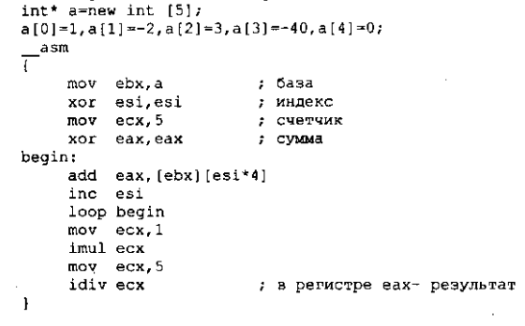 int* a=new int [5];
a[0]=1,a[1]=-2,a[2]=3,a[3]=-40,a[4]=0;
__asm
{
mov ebx,a ; база
xor esi,esi ; индекс
mov ecx,5 ; счетчик
xor eax,eax ; сумма
begin:
add eax,[ebx][esi*4]
inc esi
loop begin
mov ecx,1
imul ecx
mov ecx,5
idiv ecx ; в регистре eax- результат
}